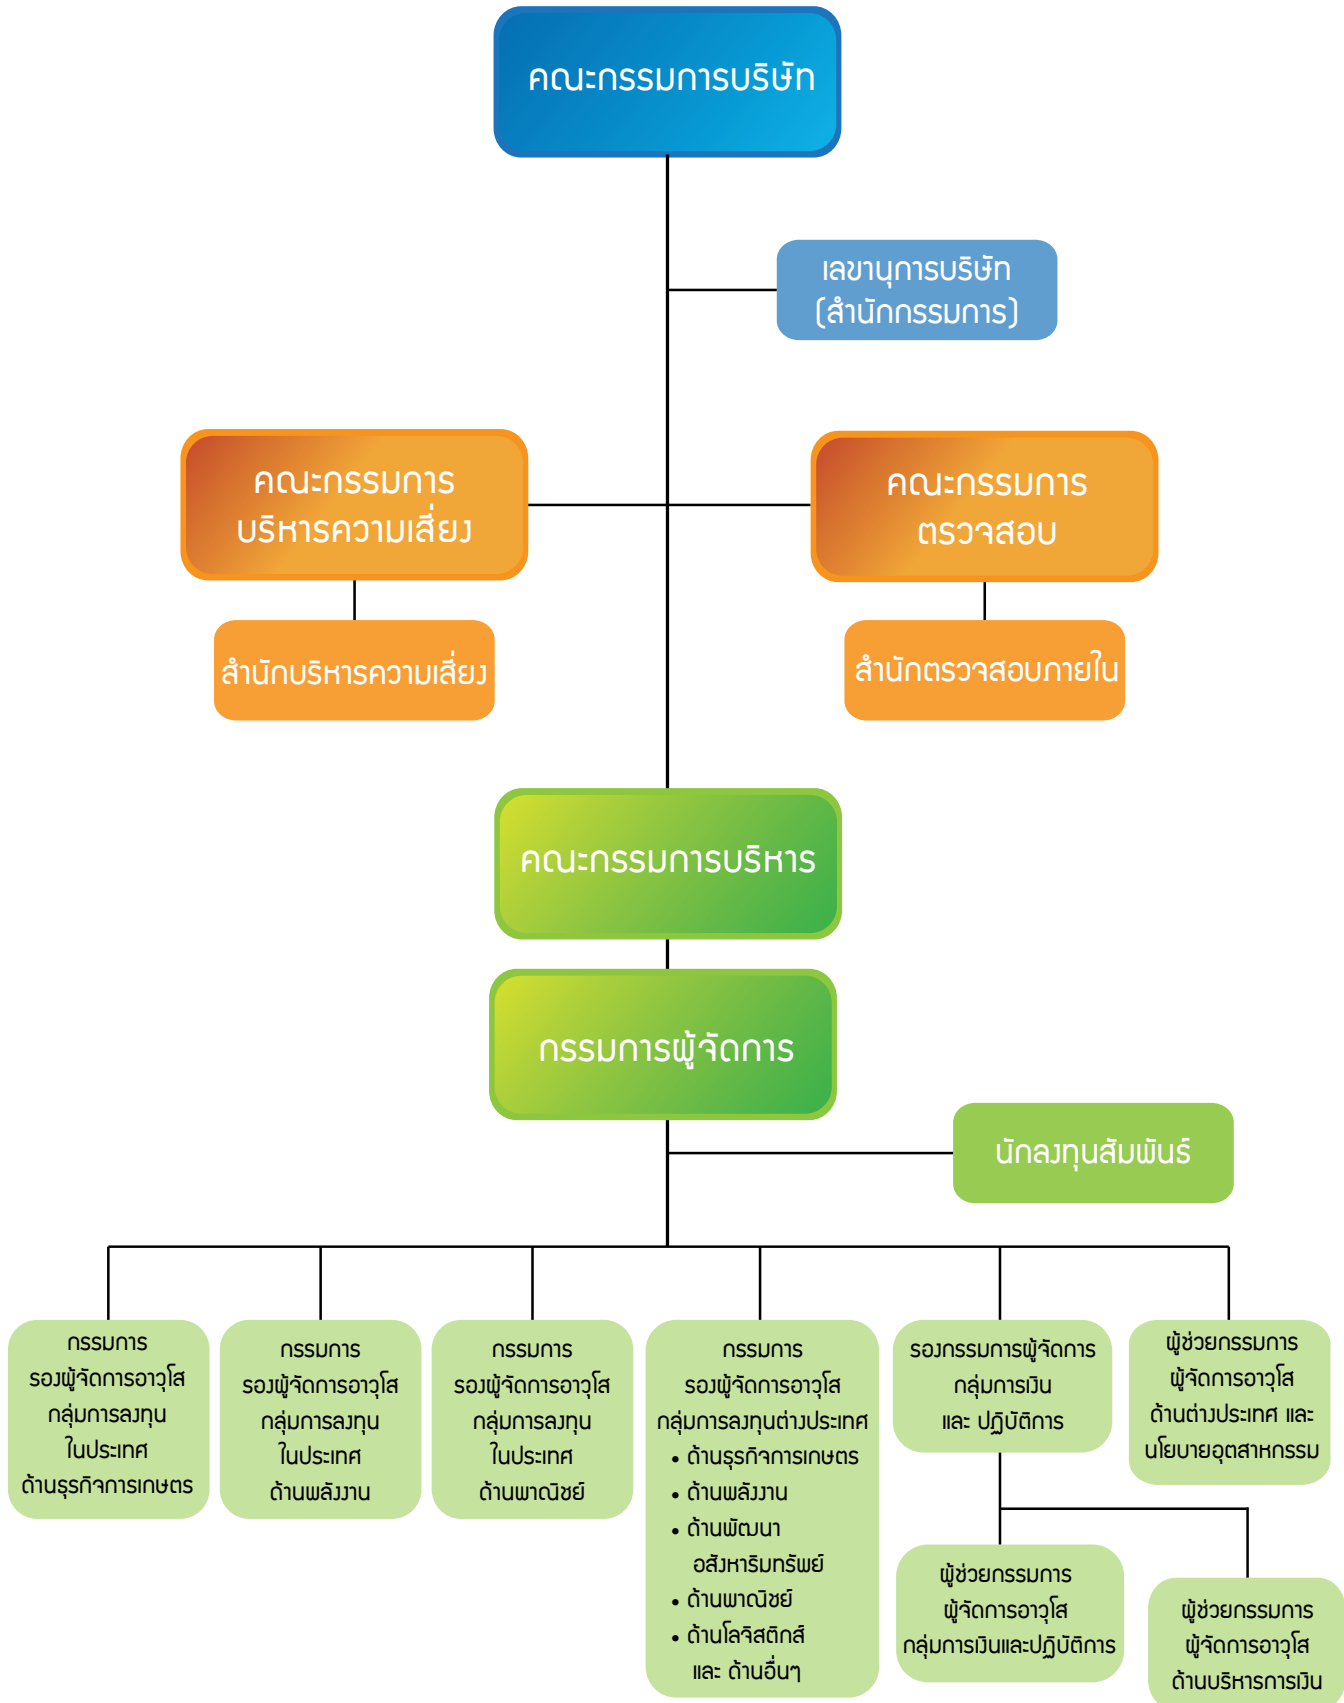 คณะกรรมการบริษัท
เลขานุการบริษัท
(สำนักกรรมการ)
คณะกรรมการ
บริหารความเสี่ยง
คณะกรรมการ
ตรวจสอบ
สำนักบริหารความเสี่ยง
สำนักตรวจสอบภายใน
คณะกรรมการบริหาร
กรรมการผู้จัดการ
นักลงทุนสัมพันธ์
กรรมการ
รองผู้จัดการอาวุโส
กลุ่มการลงทุน
ในประเทศ
ด้านธุรกิจการเกษตร
กรรมการ
รองผู้จัดการอาวุโส
กลุ่มการลงทุน
ในประเทศ
ด้านพลังงาน
กรรมการ
รองผู้จัดการอาวุโส
กลุ่มการลงทุน
ในประเทศ
ด้านพาณิชย์
กรรมการ
รองผู้จัดการอาวุโส
กลุ่มการลงทุนต่างประเทศ
• ด้านธุรกิจการเกษตร
• ด้านพลังงาน
• ด้านพัฒนา
อสังหาริมทรัพย์
• ด้านพาณิชย์
• ด้านโลจิสติกส์
และ ด้านอื่นๆ
รองกรรมการผู้จัดการ
กลุ่มการเงิน
และ ปฏิบัติการ
ผู้ช่วยกรรมการ
ผู้จัดการอาวุโส
ด้านต่างประเทศ และ
นโยบายอุตสาหกรรม
ผู้ช่วยกรรมการ
ผู้จัดการอาวุโส
กลุ่มการเงินและปฏิบัติการ
ผู้ช่วยกรรมการ
ผู้จัดการอาวุโส
ด้านบริหารการเงิน